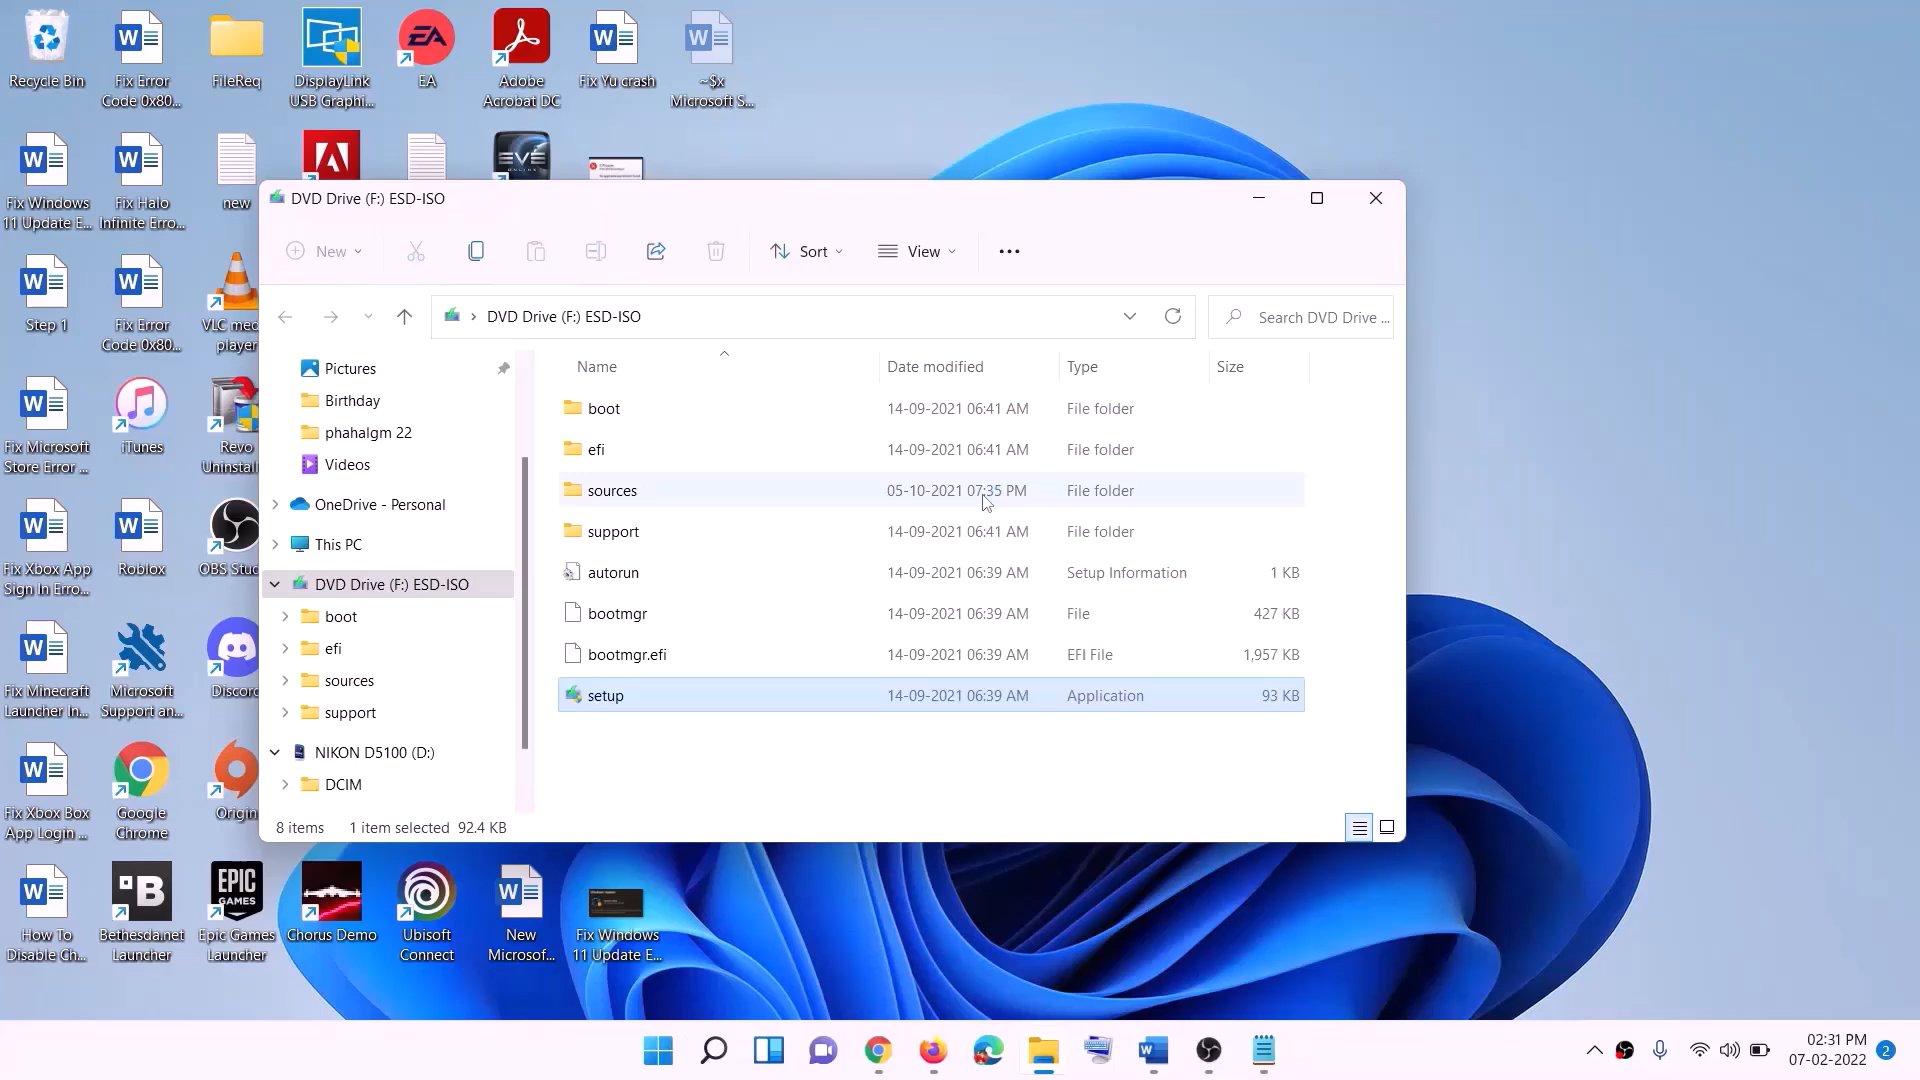 Recycle Bin
Fix Error
Code 0x80...
FileReq
DisplayLink
USB Graphi...
EA
EA
Adobe
Acrobat DC
Fix Yu crash
~$x
Microsoft S...
Fix Windows
11 Update E...
Fix Halo
Infinite Erro...
new
EVE
ONLINE
Step 1
Fix Error
Code 0x80...
VLC med
player
Fix Microsoft
Store Error ...
iTunes
Revo
Uninstall
Fix Xbox App
Sign In Erro...
Roblox
OBS Stud
Fix Minecraft
Launcher In...
Microsoft
Support an...
Discord
Fix Xbox Box
App Login ...
Google
Chrome
Origin
How To
Disable Ch...
Bethesda.net
Launcher
EPIC
GAMES
Epic Games
Launcher
Chorus Demo
Ubisoft
Connect
New
Microsof...
Fix Windows
11 Update E...
DVD Drive (F:) ESD-ISO
New
Sort
View
DVD Drive (F:) ESD-ISO
Search DVD Drive ...
Pictures
Birthday
phahalgm 22
Videos
OneDrive - Personal
This PC
DVD Drive (F:) ESD-ISO
boot
efi
sources
support
NIKON D5100 (D:)
DCIM
Name Date modified Type Size
boot 14-09-2021 06:41 AM File folder
efi 14-09-2021 06:41 AM File folder
sources 05-10-2021 07:35 PM File folder
support 14-09-2021 06:41 AM File folder
autorun 14-09-2021 06:39 AM Setup Information 1 KB
bootmgr 14-09-2021 06:39 AM File 427 KB
bootmgr.efi 14-09-2021 06:39 AM EFI File 1,957 KB
setup 14-09-2021 06:39 AM Application 93 KB
8 items 1 item selected 92.4 KB
02:31 PM
07-02-2022
2